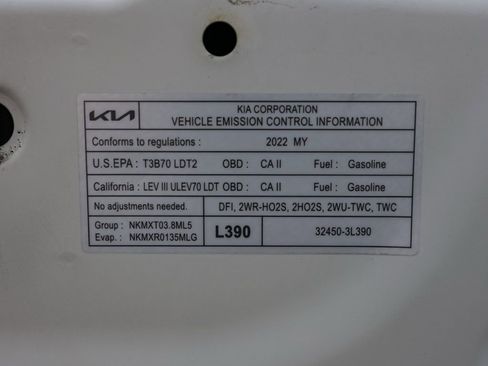 KIA
KIA CORPORATION
VEHICLE EMISSION CONTROL INFORMATION
Conforms to regulations : 2022 MY
U.S.EPA : T3B70 LDT2 OBD : CA II Fuel : Gasoline
California : LEV III ULEV70 LDT OBD : CA II Fuel : Gasoline
No adjustments needed. DFI, 2WR-HO2S, 2HO2S, 2WU-TWC, TWC
Group : NKMXT03.8ML5
Evap. : NKMXR0135MLG
L390
32450-3L390